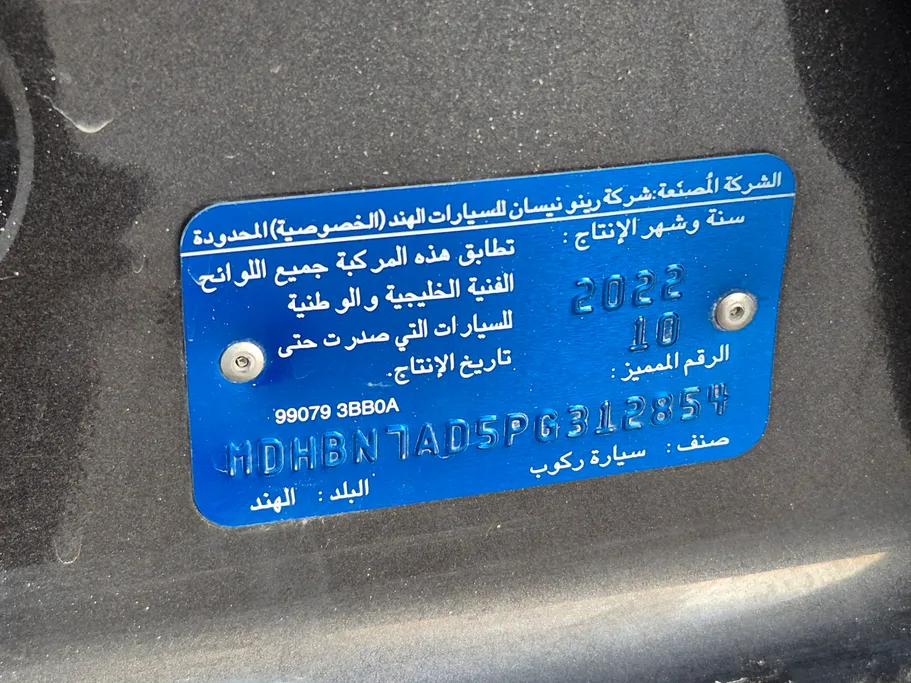 الشركة المُصنّعة: شركة رينو نيسان للسيارات الهند (الخصوصية) المحدودة
سنة وشهر الإنتاج :
2022
10
تطابق هذه المركبة جميع اللوائح
الفنية الخليجية والوطنية
للسيارات التي صدرت حتى
تاريخ الإنتاج.
99079 3BB0A
الرقم المميز :
MDHBN7AD5PG312854
صنف : سيارة ركوب
البلد : الهند